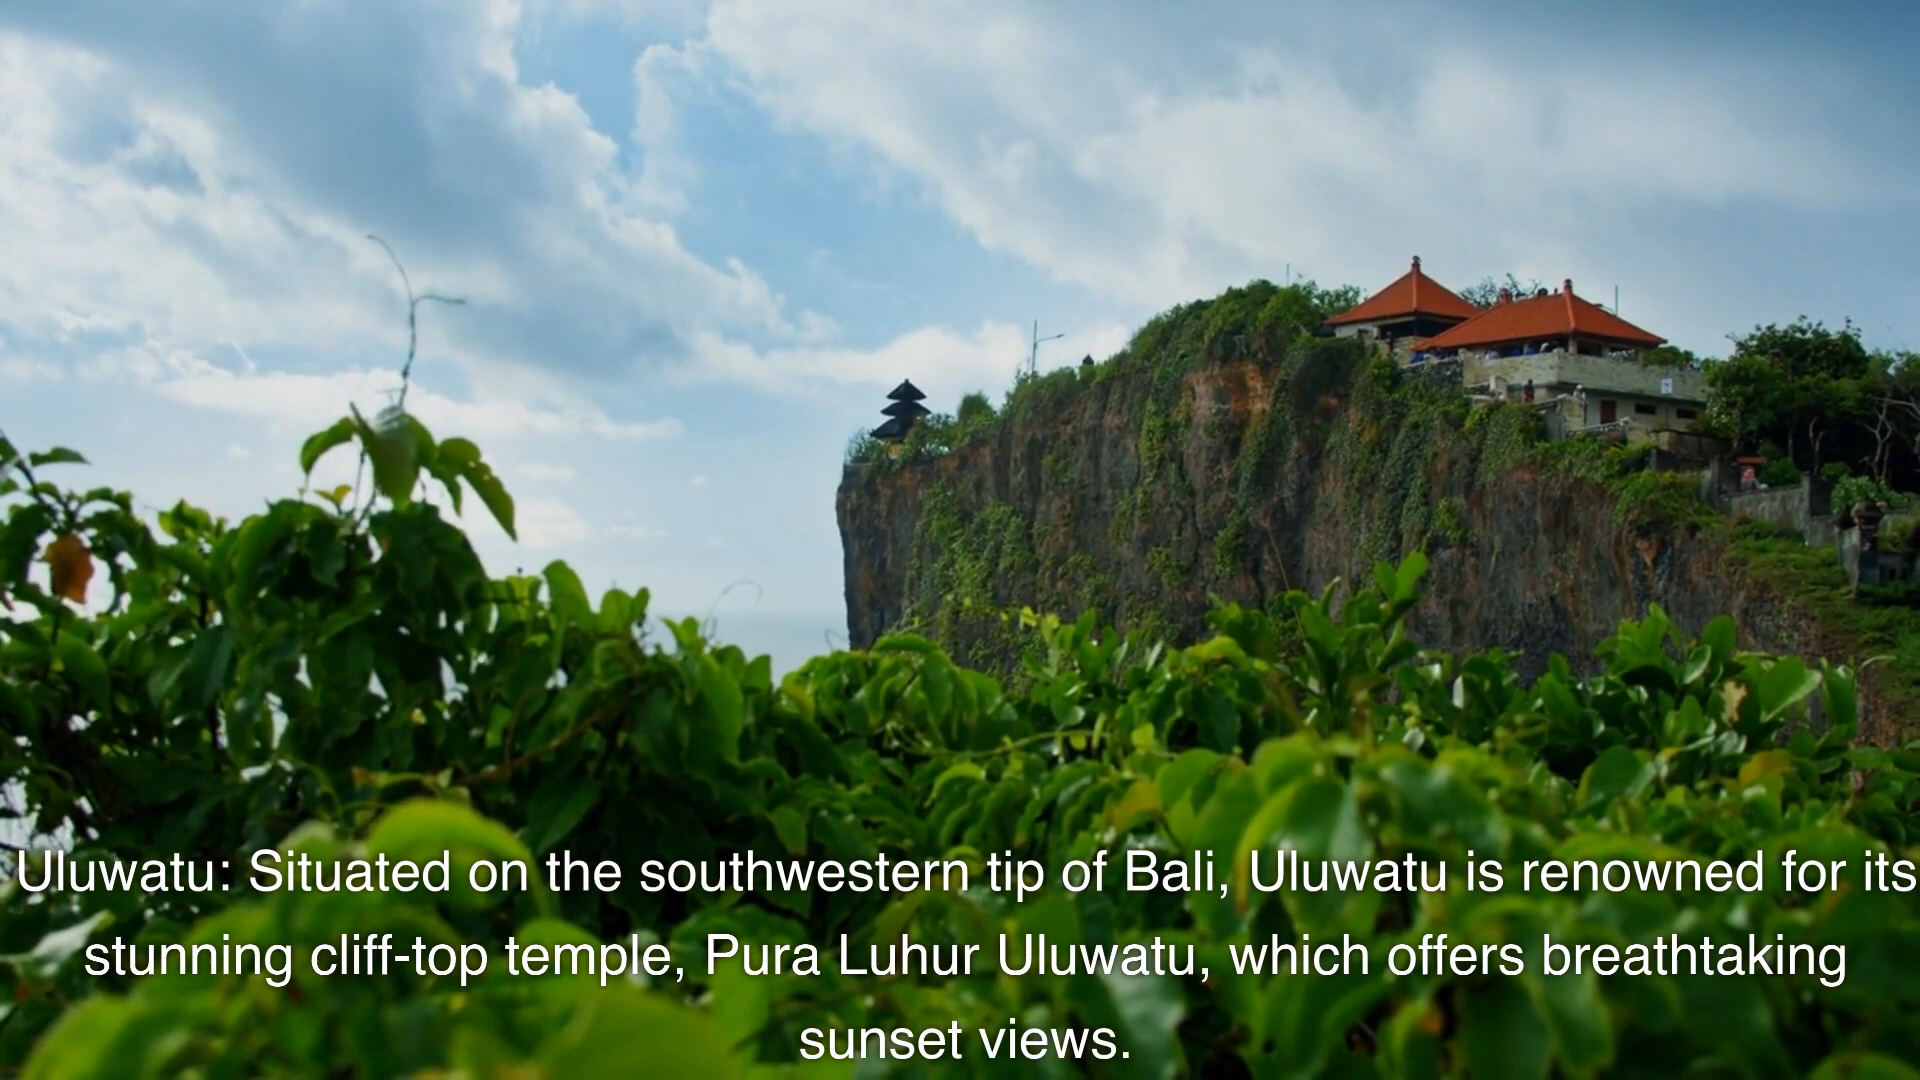 Uluwatu: Situated on the southwestern tip of Bali, Uluwatu is renowned for its
stunning cliff-top temple, Pura Luhur Uluwatu, which offers breathtaking
sunset views.